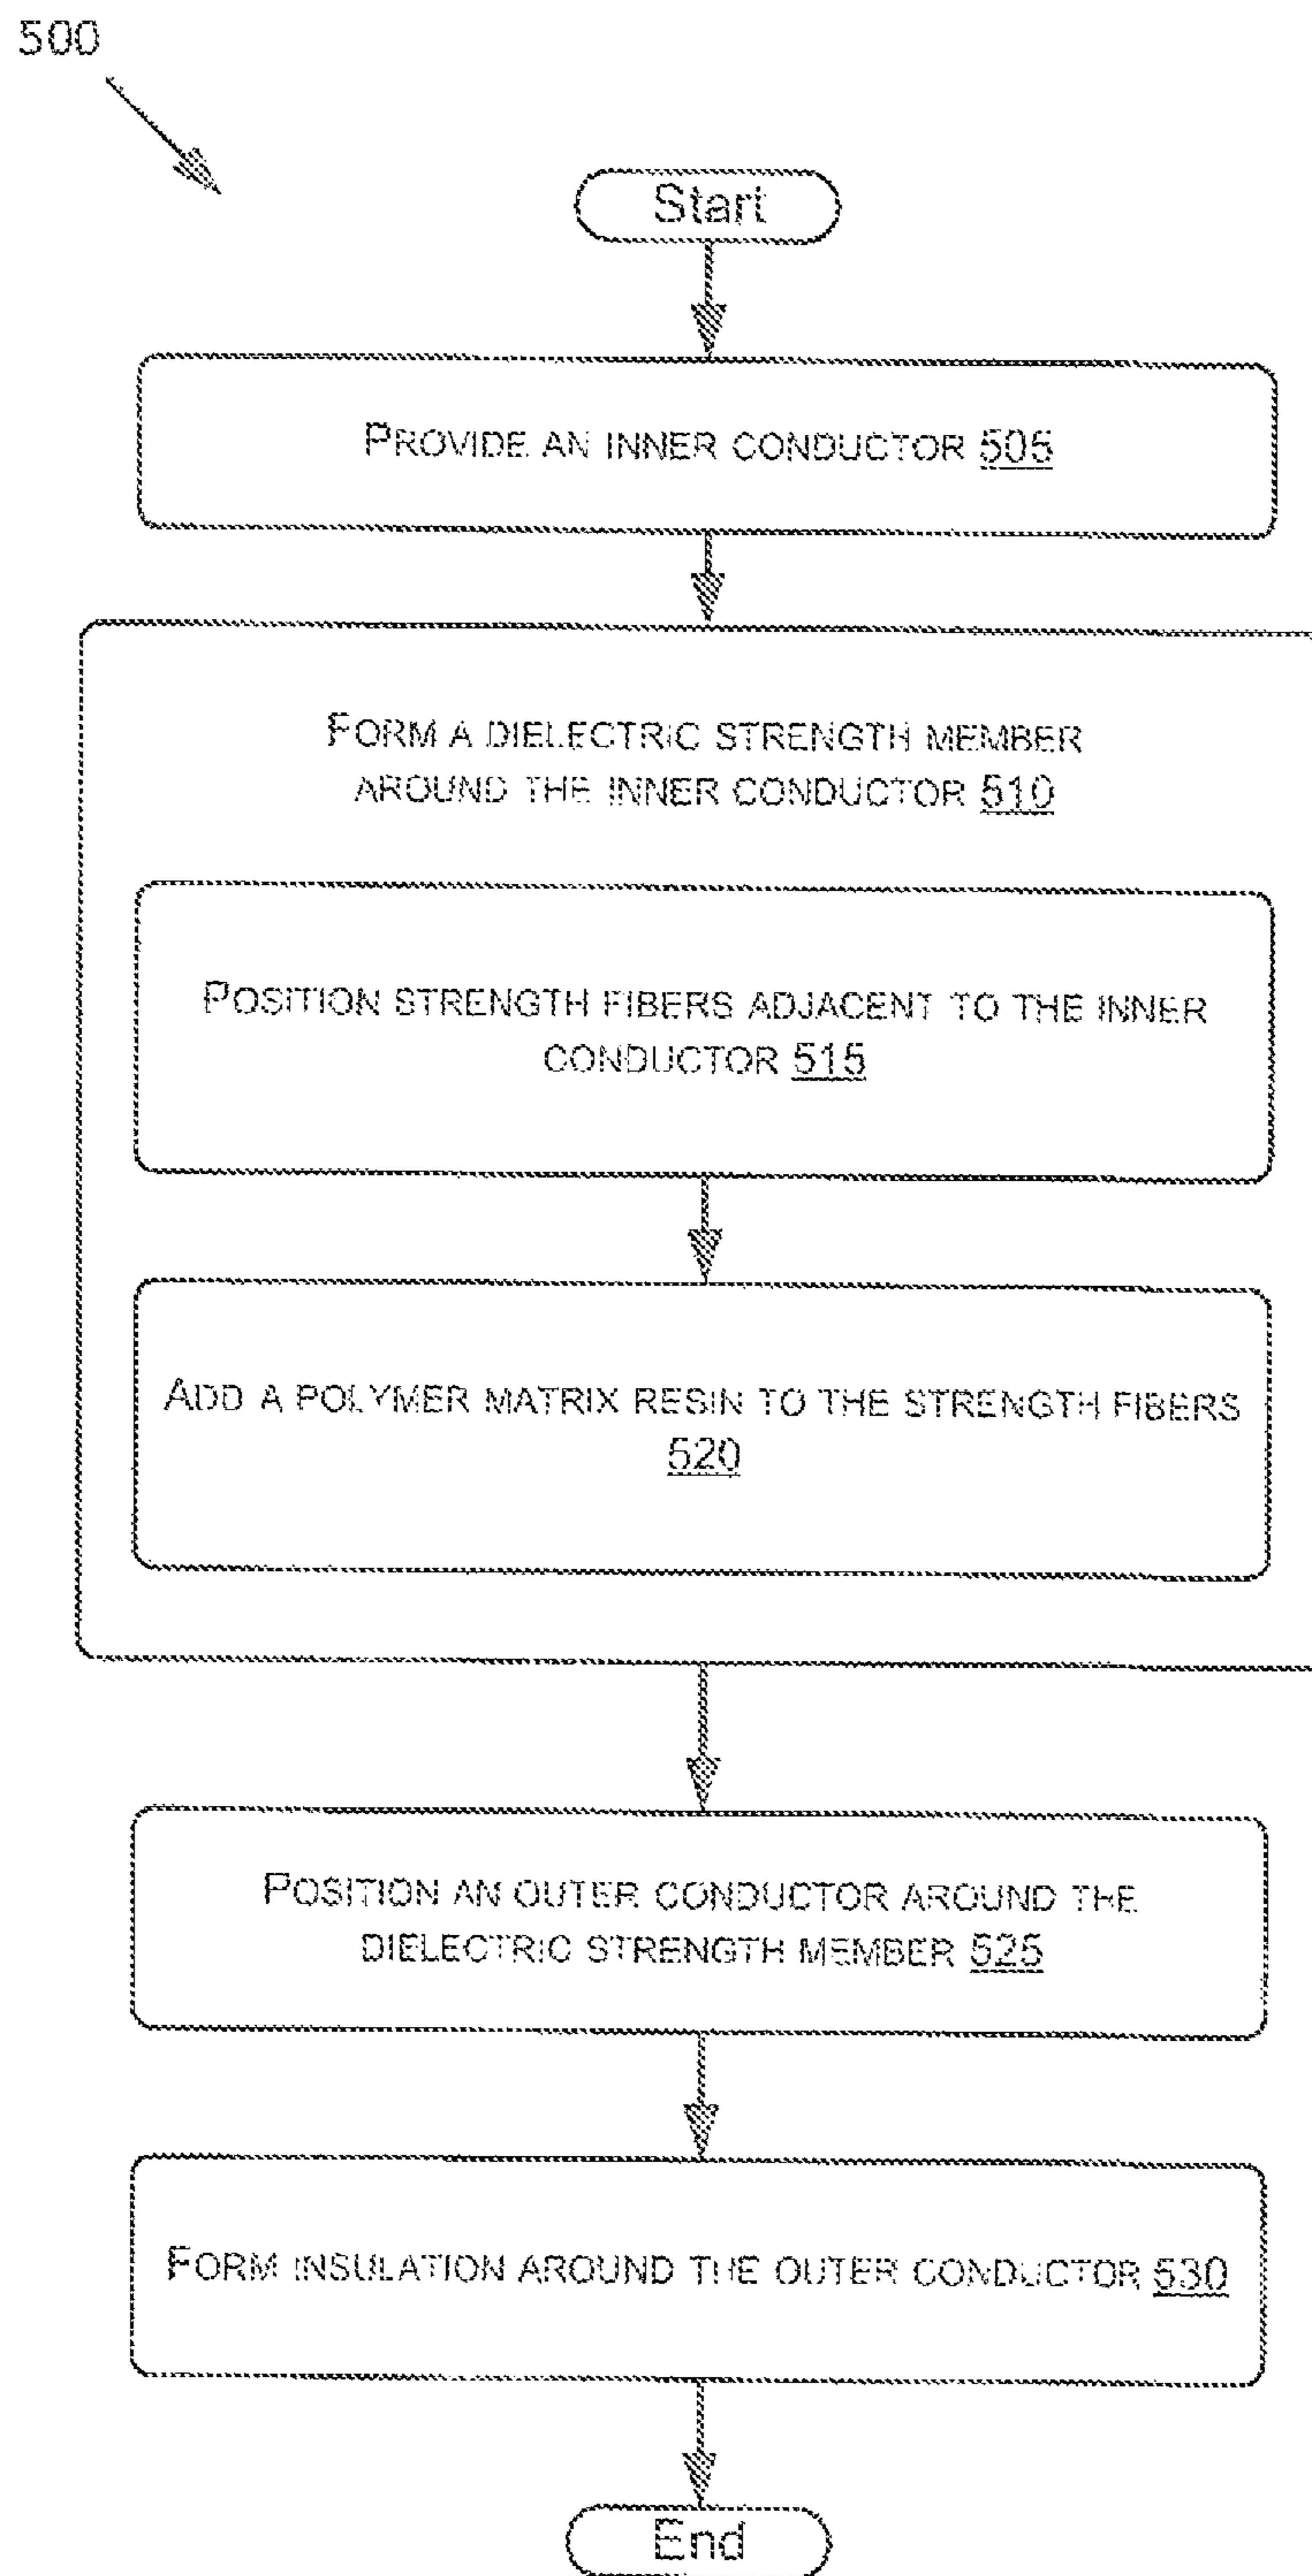 500
Start
PROVIDE AN INNER CONDUCTOR 505
FORM A DIELECTRIC STRENGTH MEMBER
AROUND THE INNER CONDUCTOR 510
POSITION STRENGTH FIBERS ADJACENT TO THE INNER
CONDUCTOR 515
ADD A POLYMER MATRIX RESIN TO THE STRENGTH FIBERS
520
POSITION AN OUTER CONDUCTOR AROUND THE
DIELECTRIC STRENGTH MEMBER 525
FORM INSULATION AROUND THE OUTER CONDUCTOR 530
End